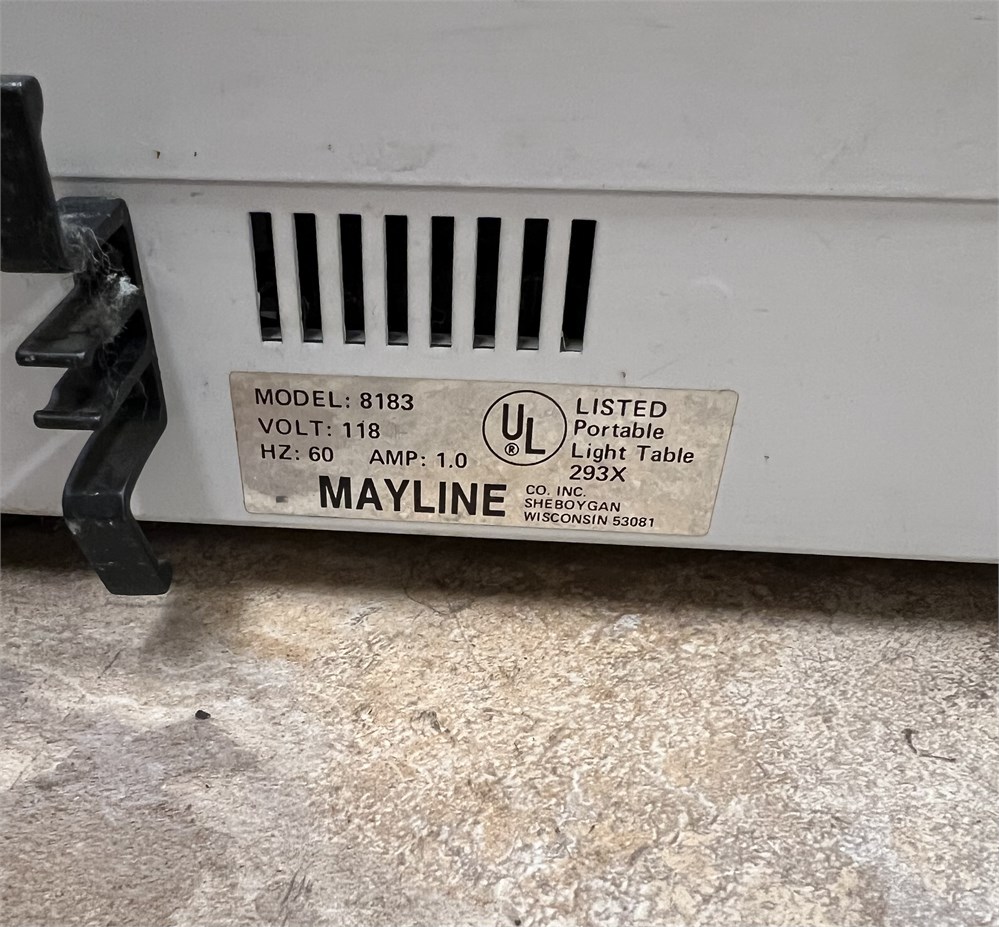 MODEL: 8183
VOLT: 118
HZ: 60 AMP: 1.0
UL
®
LISTED
Portable
Light Table
293X
MAYLINE
CO. INC.
SHEBOYGAN
WISCONSIN 53081